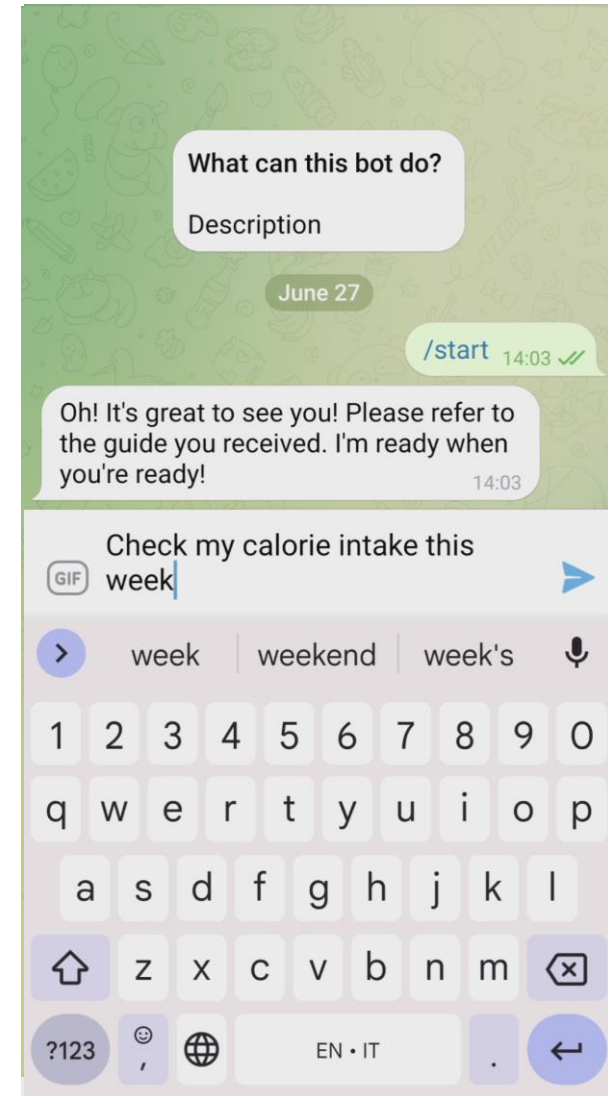 What can this bot do?
Description
June 27
/start 14:03
Oh! It's great to see you! Please refer to
the guide you received. I'm ready when
you're ready!
14:03
Check my calorie intake this
GIF week
week weekend week's
1 2 3 4 5 6 7 8 9 0
q w e r t y u i o p
a s d f g h j k l
z x c v b n m
?123 , EN • IT .